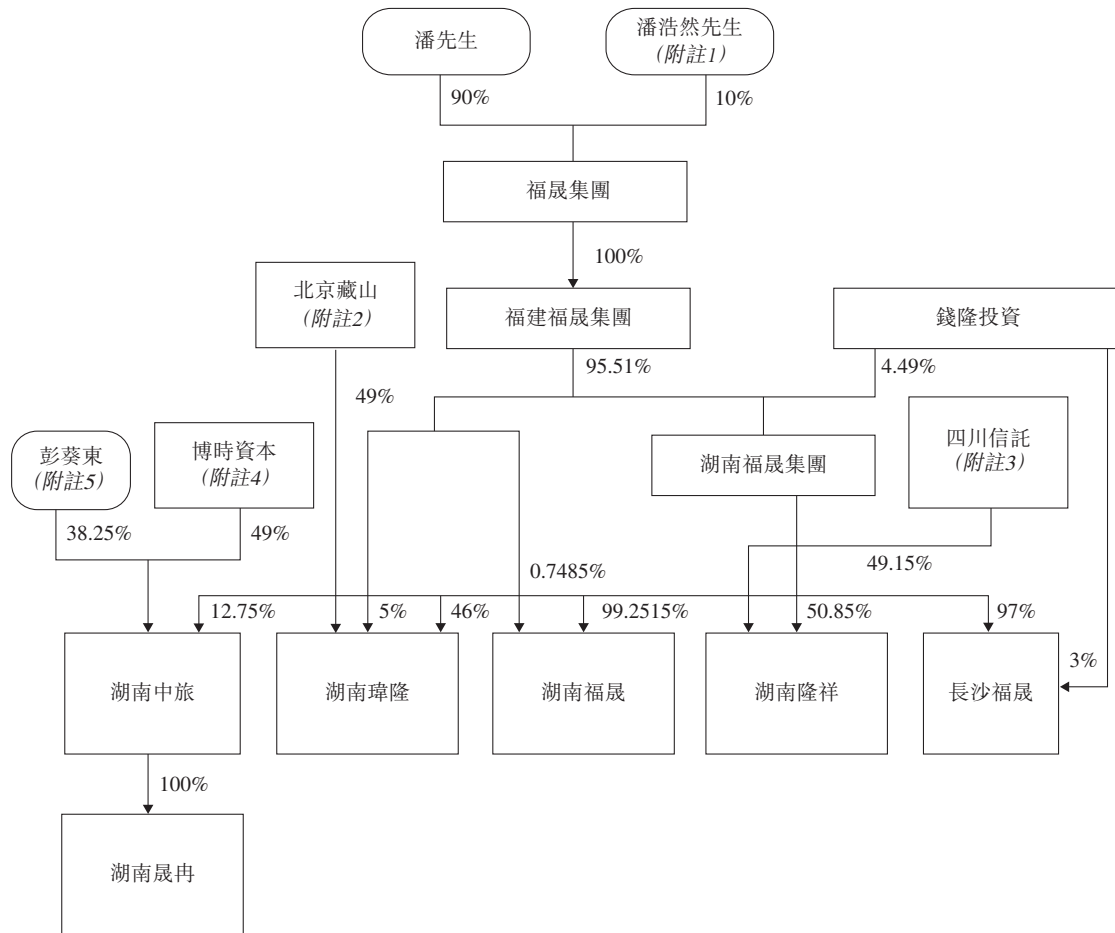 潘先生
潘浩然先生
(附註1)
90%
10%
福晟集團
100%
北京藏山
(附註2)
福建福晟集團
錢隆投資
95.51%
4.49%
49%
彭葵東
(附註5)
博時資本
(附註4)
湖南福晟集團
四川信託
(附註3)
38.25%
49%
49.15%
0.7485%
12.75%
5%
46%
99.2515%
50.85%
97%
湖南中旅
湖南瑋隆
湖南福晟
湖南隆祥
長沙福晟
3%
100%
湖南晟冉